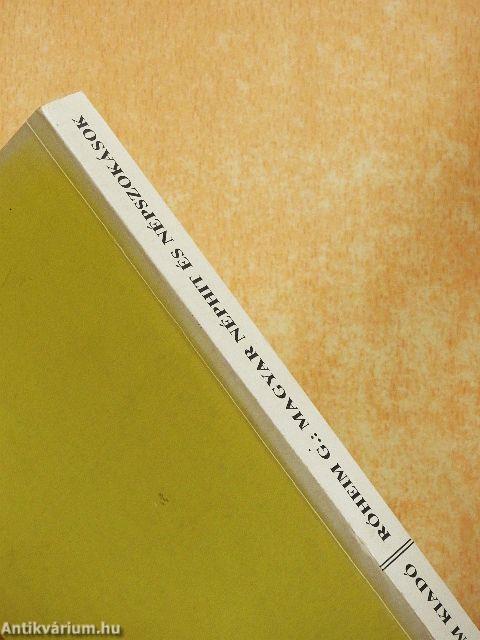 M KIADÓ
RÓHEIM G.: MAGYAR NÉPHIT ÉS NÉPSZOKÁSOK
Antikvárium.hu